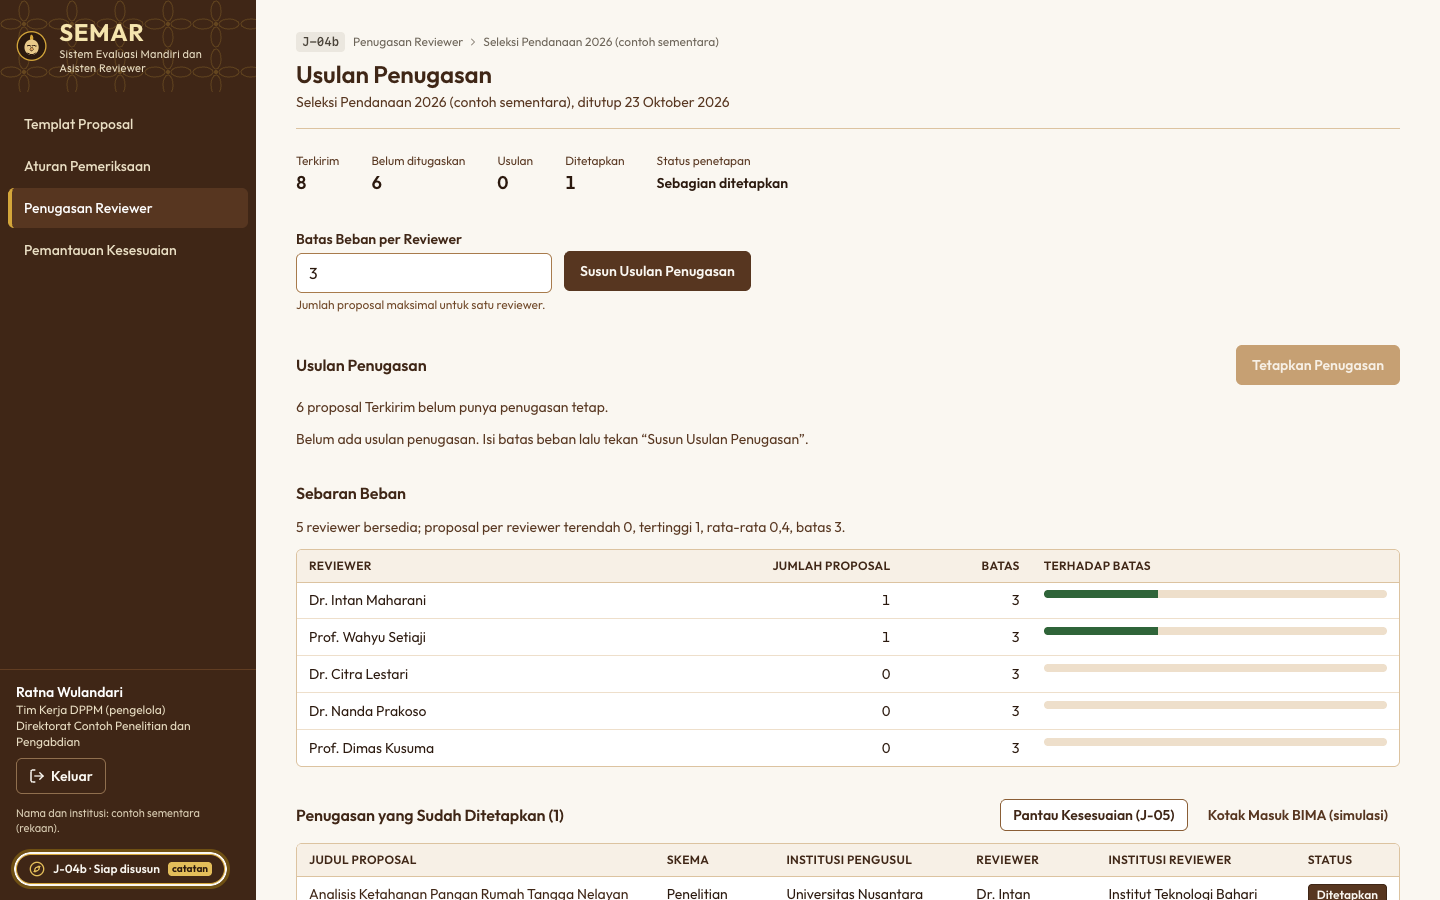 SEMAR
Sistem Evaluasi Mandiri dan
Asisten Reviewer
Templat Proposal
Aturan Pemeriksaan
Penugasan Reviewer
Pemantauan Kesesuaian
Ratna Wulandari
Tim Kerja DPPM (pengelola)
Direktorat Contoh Penelitian dan
Pengabdian
Keluar
Nama dan institusi: contoh sementara
(rekaan).
J-04b · Siap disusun catatan
J-04b Penugasan Reviewer > Seleksi Pendanaan 2026 (contoh sementara)
Usulan Penugasan
Seleksi Pendanaan 2026 (contoh sementara), ditutup 23 Oktober 2026
Terkirim Belum ditugaskan Usulan Ditetapkan Status penetapan
8 6 0 1 Sebagian ditetapkan
Batas Beban per Reviewer
3 Susun Usulan Penugasan
Jumlah proposal maksimal untuk satu reviewer.
Usulan Penugasan Tetapkan Penugasan
6 proposal Terkirim belum punya penugasan tetap.
Belum ada usulan penugasan. Isi batas beban lalu tekan “Susun Usulan Penugasan”.
Sebaran Beban
5 reviewer bersedia; proposal per reviewer terendah 0, tertinggi 1, rata-rata 0,4, batas 3.
REVIEWER JUMLAH PROPOSAL BATAS TERHADAP BATAS
Dr. Intan Maharani 1 3
Prof. Wahyu Setiaji 1 3
Dr. Citra Lestari 0 3
Dr. Nanda Prakoso 0 3
Prof. Dimas Kusuma 0 3
Penugasan yang Sudah Ditetapkan (1) Pantau Kesesuaian (J-05) Kotak Masuk BIMA (simulasi)
JUDUL PROPOSAL SKEMA INSTITUSI PENGUSUL REVIEWER INSTITUSI REVIEWER STATUS
Analisis Ketahanan Pangan Rumah Tangga Nelayan Penelitian Universitas Nusantara Dr. Intan Institut Teknologi Bahari Ditetapkan